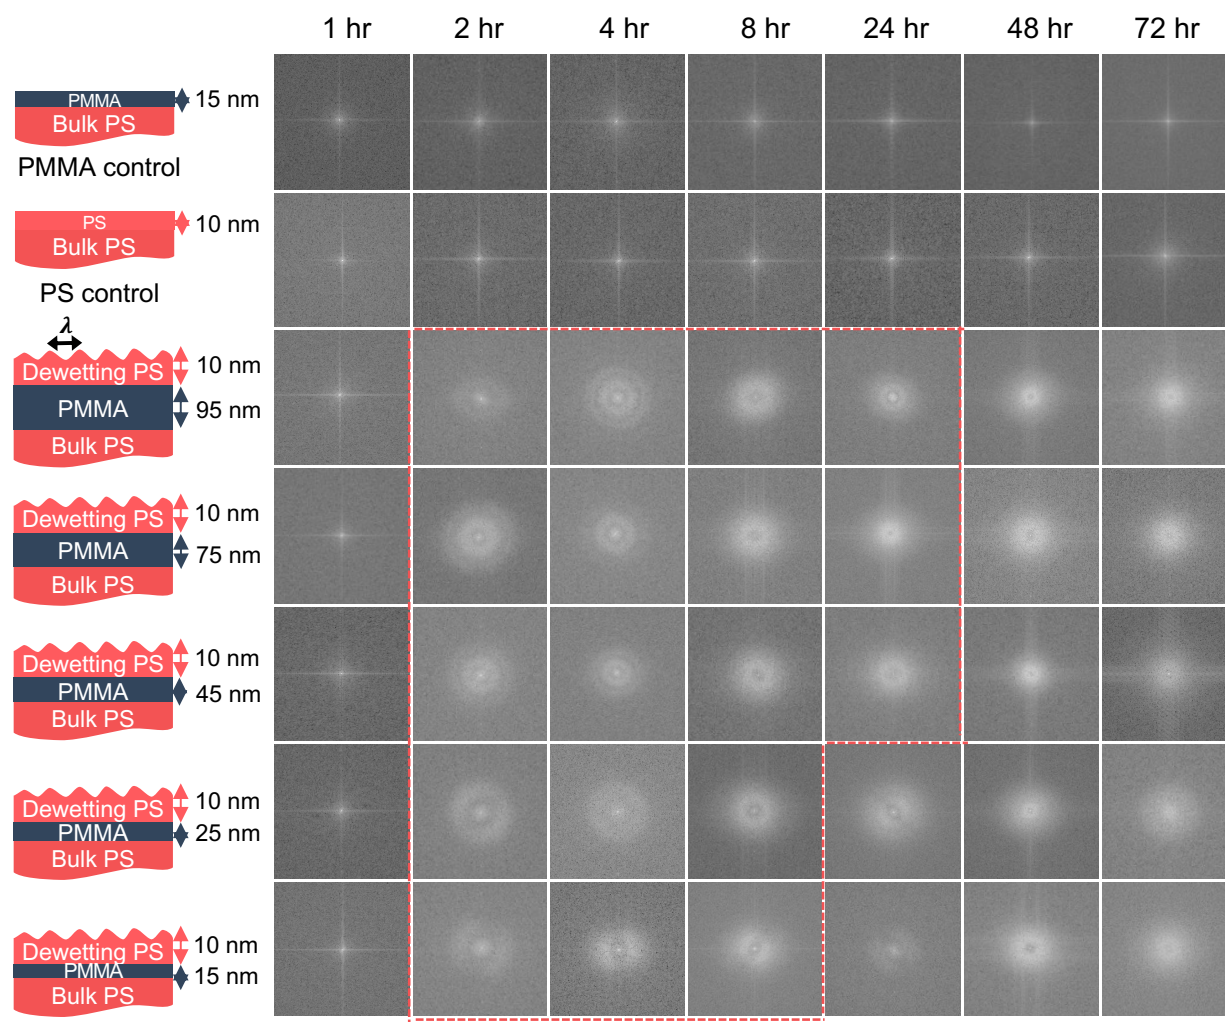 1 hr 2 hr 4 hr 8 hr 24 hr 48 hr 72 hr
PMMA 15 nm
Bulk PS
PMMA control
PS 10 nm
Bulk PS
PS control
λ
Dewetting PS 10 nm
PMMA 95 nm
Bulk PS
Dewetting PS 10 nm
PMMA 75 nm
Bulk PS
Dewetting PS 10 nm
PMMA 45 nm
Bulk PS
Dewetting PS 10 nm
PMMA 25 nm
Bulk PS
Dewetting PS 10 nm
PMMA 15 nm
Bulk PS